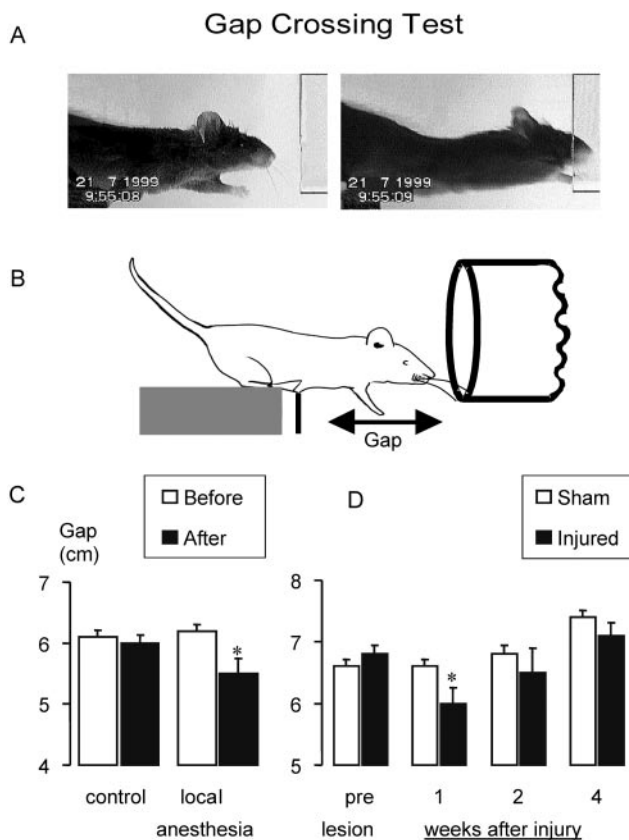 Gap Crossing Test
A
21 7 1999
9:55:08
21 7 1999
9:55:09
B
Gap
C
Before
After
Gap
(cm)
7
6
5
4
*
control
local
anesthesia
D
Sham
Injured
8
7
6
5
*
pre
lesion
1
2
4
weeks after injury